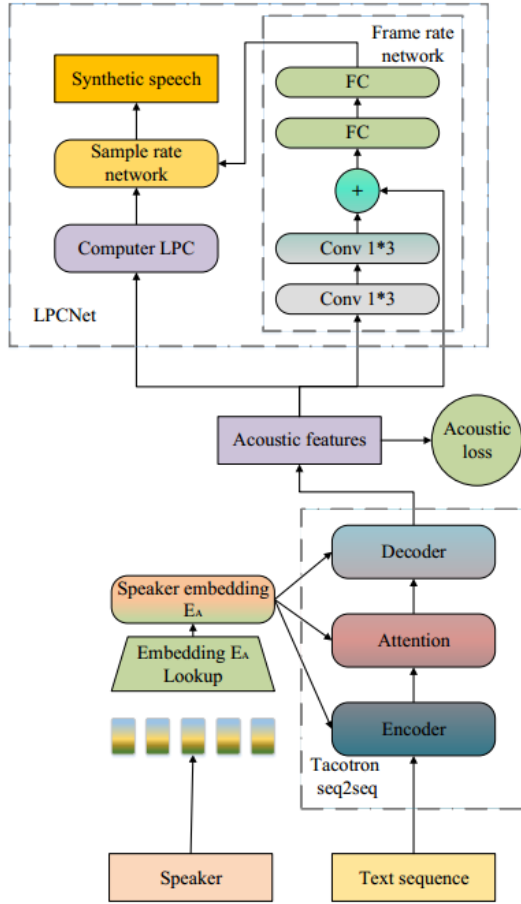 Frame rate
network
FC
Synthetic speech
FC
Sample rate
network
+
Computer LPC
Conv 1*3
Conv 1*3
LPCNet
Acoustic features
Acoustic
loss
Decoder
Speaker embedding
EA
Attention
Embedding EA
Lookup
Encoder
Tacotron
seq2seq
Speaker
Text sequence